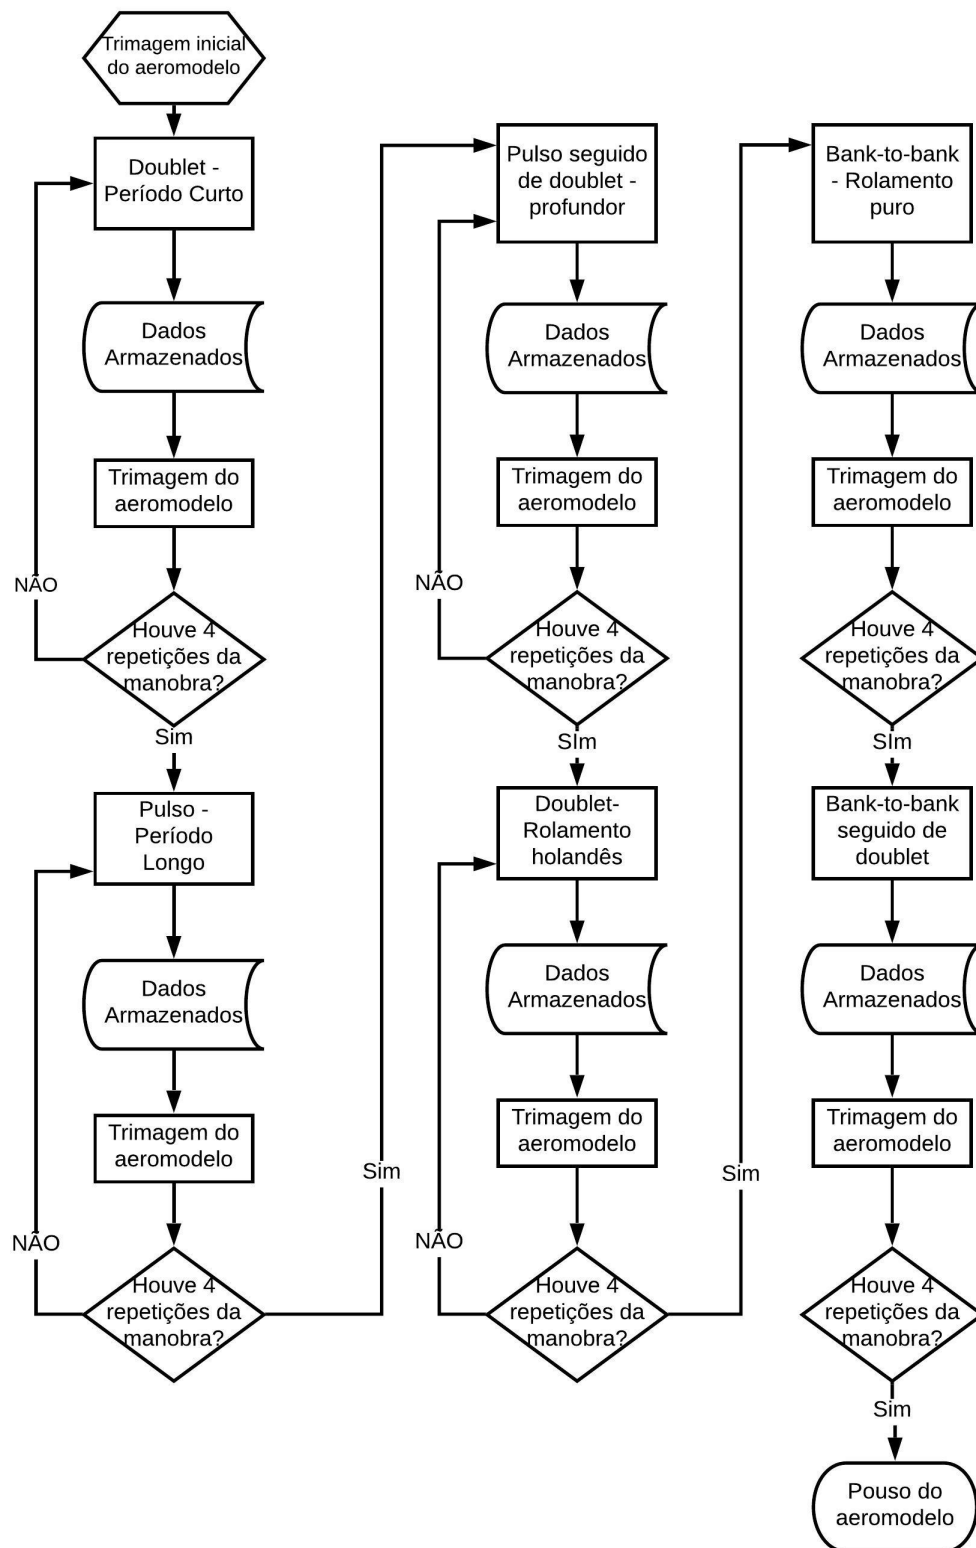 Trimagem inicial
do aeromodelo
Doublet -
Período Curto
Dados
Armazenados
Trimagem do
aeromodelo
NÃO
Houve 4
repetições da
manobra?
Sim
Pulso -
Período
Longo
Dados
Armazenados
Trimagem do
aeromodelo
NÃO
Houve 4
repetições da
manobra?
Sim
Pulso seguido
de doublet -
profundor
Dados
Armazenados
Trimagem do
aeromodelo
NÃO
Houve 4
repetições da
manobra?
SIm
Doublet-
Rolamento
holandês
Dados
Armazenados
Trimagem do
aeromodelo
NÃO
Houve 4
repetições da
manobra?
Sim
Bank-to-bank
- Rolamento
puro
Dados
Armazenados
Trimagem do
aeromodelo
Houve 4
repetições da
manobra?
SIm
Bank-to-bank
seguido de
doublet
Dados
Armazenados
Trimagem do
aeromodelo
Houve 4
repetições da
manobra?
Sim
Pouso do
aeromodelo